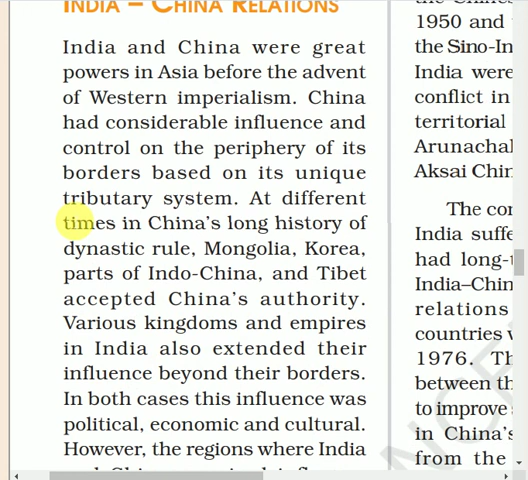 INDIA – CHINA RELATIONS
India and China were great
powers in Asia before the advent
of Western imperialism. China
had considerable influence and
control on the periphery of its
borders based on its unique
tributary system. At different
times in China's long history of
dynastic rule, Mongolia, Korea,
parts of Indo-China, and Tibet
accepted China's authority.
Various kingdoms and empires
in India also extended their
influence beyond their borders.
In both cases this influence was
political, economic and cultural.
However, the regions where India
1950 and
the Sino-In
India were
conflict in
territorial
Arunachal
Aksai Chin
The con
India suffe
had long-t
India–Chin
relations
countries
1976. Th
between th
to improve
in China's
from the